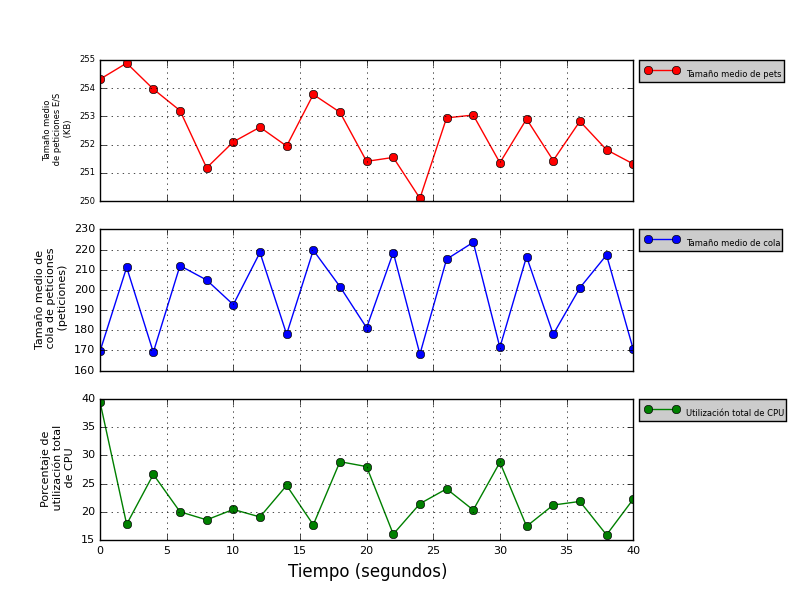 255
254
253
252
251
250
Tamaño medio
de peticiones E/S
(KB)
Tamaño medio de pets
230
220
210
200
190
180
170
160
Tamaño medio de
cola de peticiones
(peticiones)
Tamaño medio de cola
40
35
30
25
20
15
Porcentaje de
utilización total
de CPU
Utilización total de CPU
0 5 10 15 20 25 30 35 40
Tiempo (segundos)